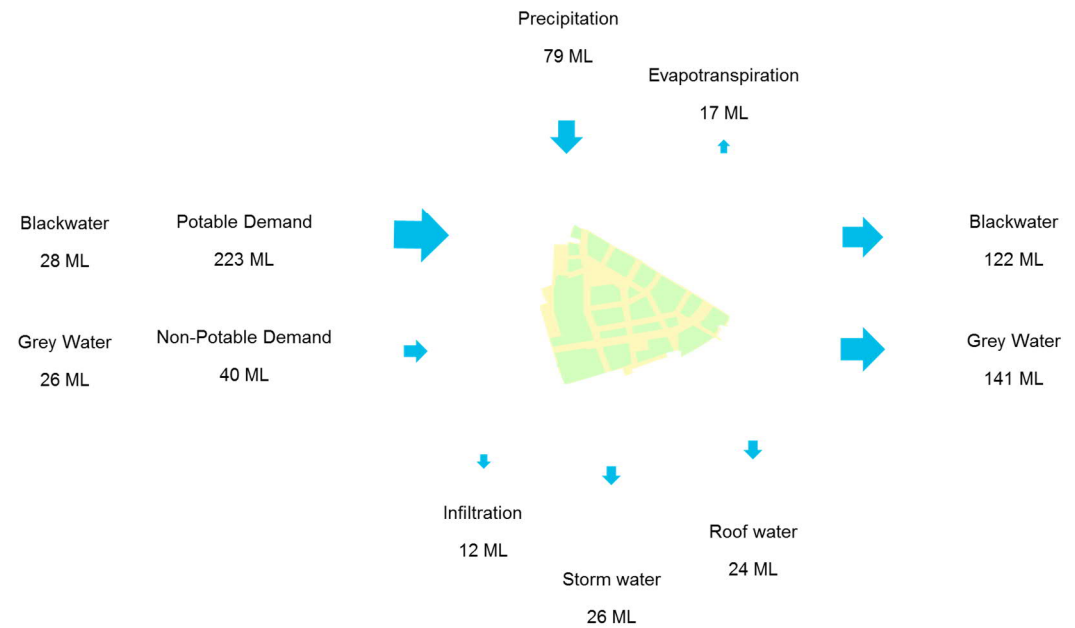 Precipitation
79 ML
Evapotranspiration
17 ML
Blackwater
28 ML
Potable Demand
223 ML
Blackwater
122 ML
Grey Water
26 ML
Non-Potable Demand
40 ML
Grey Water
141 ML
Infiltration
12 ML
Storm water
26 ML
Roof water
24 ML